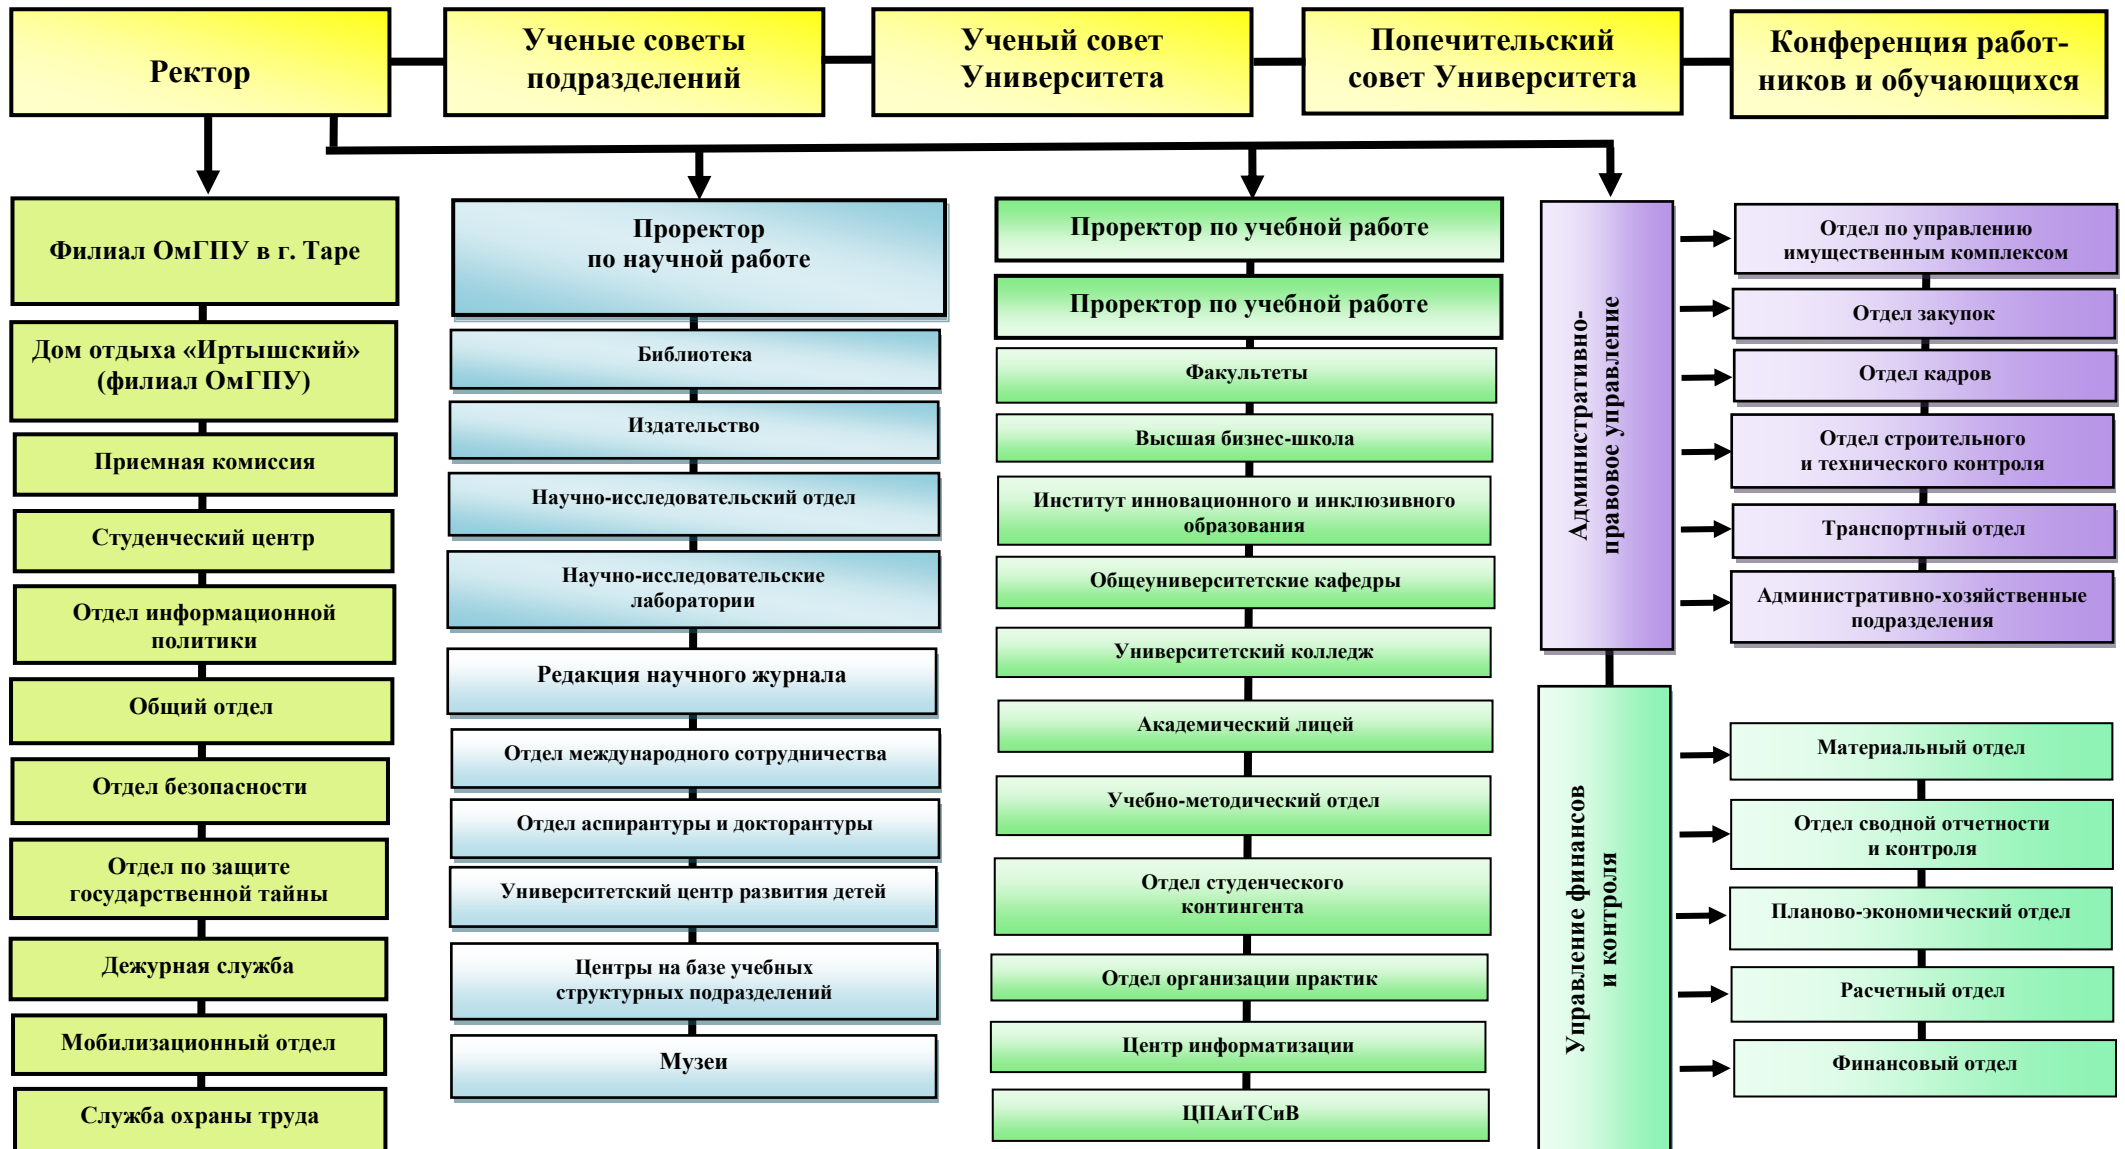 Ректор
Ученые советы
подразделений
Ученый совет
Университета
Попечительский
совет Университета
Конференция работ-
ников и обучающихся
Филиал ОмГПУ в г. Таре
Дом отдыха «Иртышский»
(филиал ОмГПУ)
Приемная комиссия
Студенческий центр
Отдел информационной
политики
Общий отдел
Отдел безопасности
Отдел по защите
государственной тайны
Дежурная служба
Мобилизационный отдел
Служба охраны труда
Проректор
по научной работе
Библиотека
Издательство
Научно-исследовательский отдел
Научно-исследовательские
лаборатории
Редакция научного журнала
Отдел международного сотрудничества
Отдел аспирантуры и докторантуры
Университетский центр развития детей
Центры на базе учебных
структурных подразделений
Музеи
Проректор по учебной работе
Проректор по учебной работе
Факультеты
Высшая бизнес-школа
Институт инновационного и инклюзивного
образования
Общеуниверситетские кафедры
Университетский колледж
Академический лицей
Учебно-методический отдел
Отдел студенческого
контингента
Отдел организации практик
Центр информатизации
ЦПАиТСиВ
Административно-
правовое управление
Отдел по управлению
имущественным комплексом
Отдел закупок
Отдел кадров
Отдел строительного
и технического контроля
Транспортный отдел
Административно-хозяйственные
подразделения
Управление финансов
и контроля
Материальный отдел
Отдел сводной отчетности
и контроля
Планово-экономический отдел
Расчетный отдел
Финансовый отдел